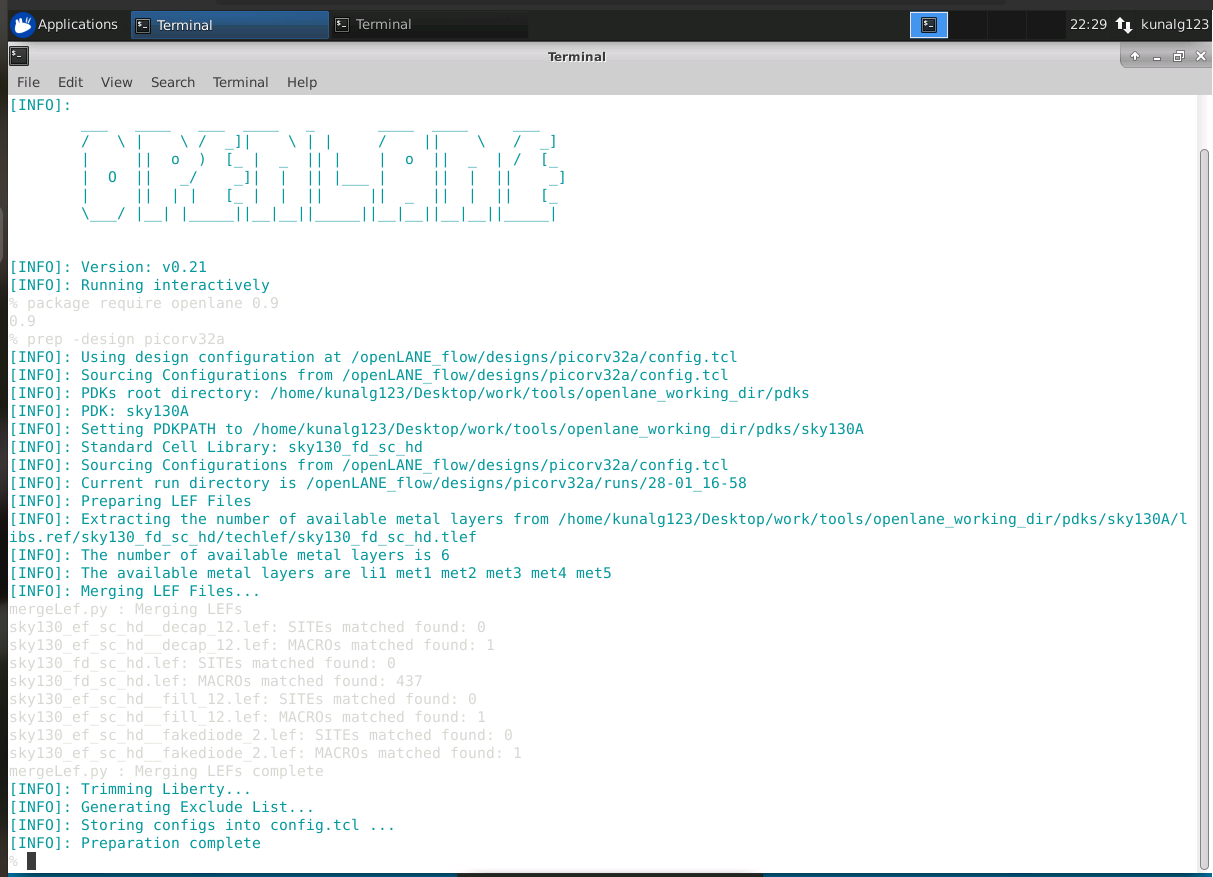 Applications Terminal Terminal 22:29 kunalg123
Terminal
File Edit View Search Terminal Help
[INFO]:
OPENLANE
[INFO]: Version: v0.21
[INFO]: Running interactively
% package require openlane 0.9
0.9
% prep -design picorv32a
[INFO]: Using design configuration at /openLANE_flow/designs/picorv32a/config.tcl
[INFO]: Sourcing Configurations from /openLANE_flow/designs/picorv32a/config.tcl
[INFO]: PDKs root directory: /home/kunalg123/Desktop/work/tools/openlane_working_dir/pdks
[INFO]: PDK: sky130A
[INFO]: Setting PDKPATH to /home/kunalg123/Desktop/work/tools/openlane_working_dir/pdks/sky130A
[INFO]: Standard Cell Library: sky130_fd_sc_hd
[INFO]: Sourcing Configurations from /openLANE_flow/designs/picorv32a/config.tcl
[INFO]: Current run directory is /openLANE_flow/designs/picorv32a/runs/28-01_16-58
[INFO]: Preparing LEF Files
[INFO]: Extracting the number of available metal layers from /home/kunalg123/Desktop/work/tools/openlane_working_dir/pdks/sky130A/l
ibs.ref/sky130_fd_sc_hd/techlef/sky130_fd_sc_hd.tlef
[INFO]: The number of available metal layers is 6
[INFO]: The available metal layers are li1 met1 met2 met3 met4 met5
[INFO]: Merging LEF Files...
mergeLef.py : Merging LEFs
sky130_ef_sc_hd__decap_12.lef: SITEs matched found: 0
sky130_ef_sc_hd__decap_12.lef: MACROs matched found: 1
sky130_fd_sc_hd.lef: SITEs matched found: 0
sky130_fd_sc_hd.lef: MACROs matched found: 437
sky130_ef_sc_hd__fill_12.lef: SITEs matched found: 0
sky130_ef_sc_hd__fill_12.lef: MACROs matched found: 1
sky130_ef_sc_hd__fakediode_2.lef: SITEs matched found: 0
sky130_ef_sc_hd__fakediode_2.lef: MACROs matched found: 1
mergeLef.py : Merging LEFs complete
[INFO]: Trimming Liberty...
[INFO]: Generating Exclude List...
[INFO]: Storing configs into config.tcl ...
[INFO]: Preparation complete
%